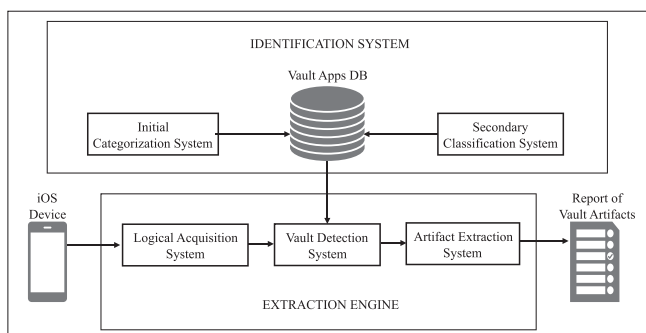 IDENTIFICATION SYSTEM
Vault Apps DB
Initial
Categorization System
Secondary
Classification System
iOS
Device
Logical Acquisition
System
Vault Detection
System
Artifact Extraction
System
Report of
Vault Artifacts
EXTRACTION ENGINE